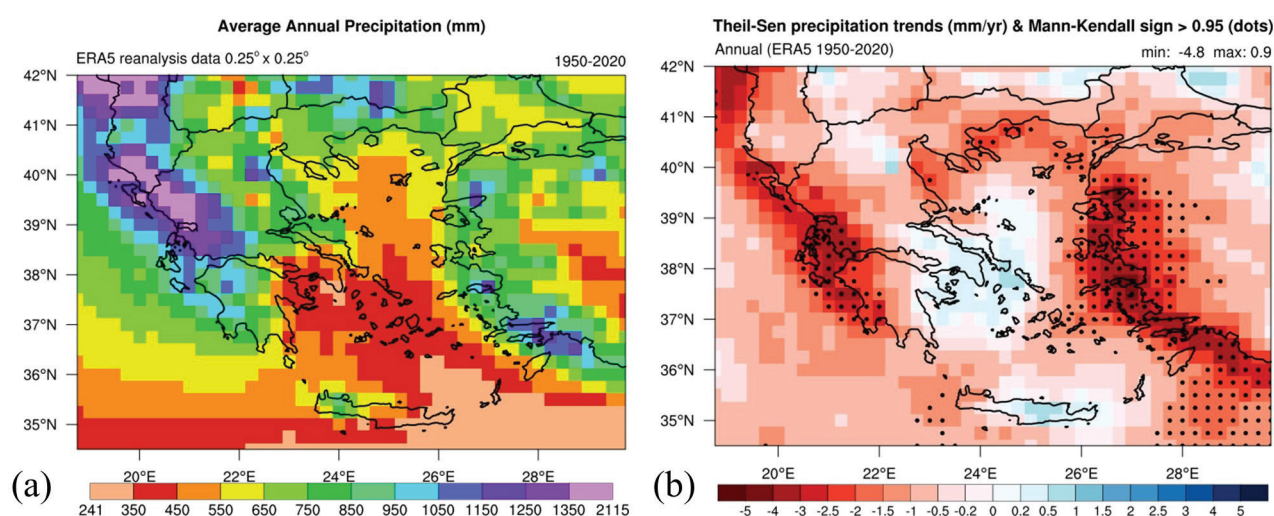 Average Annual Precipitation (mm)
ERA5 reanalysis data 0.25° x 0.25° 1950-2020
42°N
41°N
40°N
39°N
38°N
37°N
36°N
35°N
20°E 22°E 24°E 26°E 28°E
(a)
241 350 450 550 650 750 850 950 1050 1150 1250 1350 2115
Theil-Sen precipitation trends (mm/yr) & Mann-Kendall sign > 0.95 (dots)
Annual (ERA5 1950-2020) min: -4.8 max: 0.9
42°N
41°N
40°N
39°N
38°N
37°N
36°N
35°N
20°E 22°E 24°E 26°E 28°E
(b)
-5 -4 -3 -2.5 -2 -1.5 -1 -0.5 -0.2 0 0.2 0.5 1 1.5 2 2.5 3 4 5